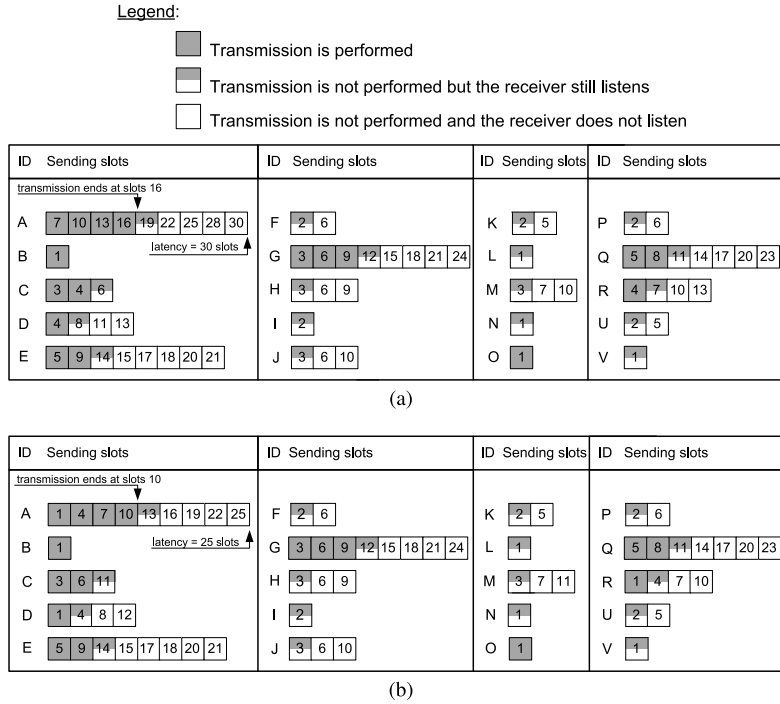 Legend:
Transmission is performed
Transmission is not performed but the receiver still listens
Transmission is not performed and the receiver does not listen
ID Sending slots ID Sending slots ID Sending slots ID Sending slots
transmission ends at slots 16
A 7 10 13 16 19 22 25 28 30 F 2 6 K 2 5 P 2 6
latency = 30 slots
B 1 G 3 6 9 12 15 18 21 24 L 1 Q 5 8 11 14 17 20 23
C 3 4 6 H 3 6 9 M 3 7 10 R 4 7 10 13
D 4 8 11 13 I 2 N 1 U 2 5
E 5 9 14 15 17 18 20 21 J 3 6 10 O 1 V 1
(a)
ID Sending slots ID Sending slots ID Sending slots ID Sending slots
transmission ends at slots 10
A 1 4 7 10 13 16 19 22 25 F 2 6 K 2 5 P 2 6
latency = 25 slots
B 1 G 3 6 9 12 15 18 21 24 L 1 Q 5 8 11 14 17 20 23
C 3 6 11 H 3 6 9 M 3 7 11 R 1 4 7 10
D 1 4 8 12 I 2 N 1 U 2 5
E 5 9 14 15 17 18 20 21 J 3 6 10 O 1 V 1
(b)